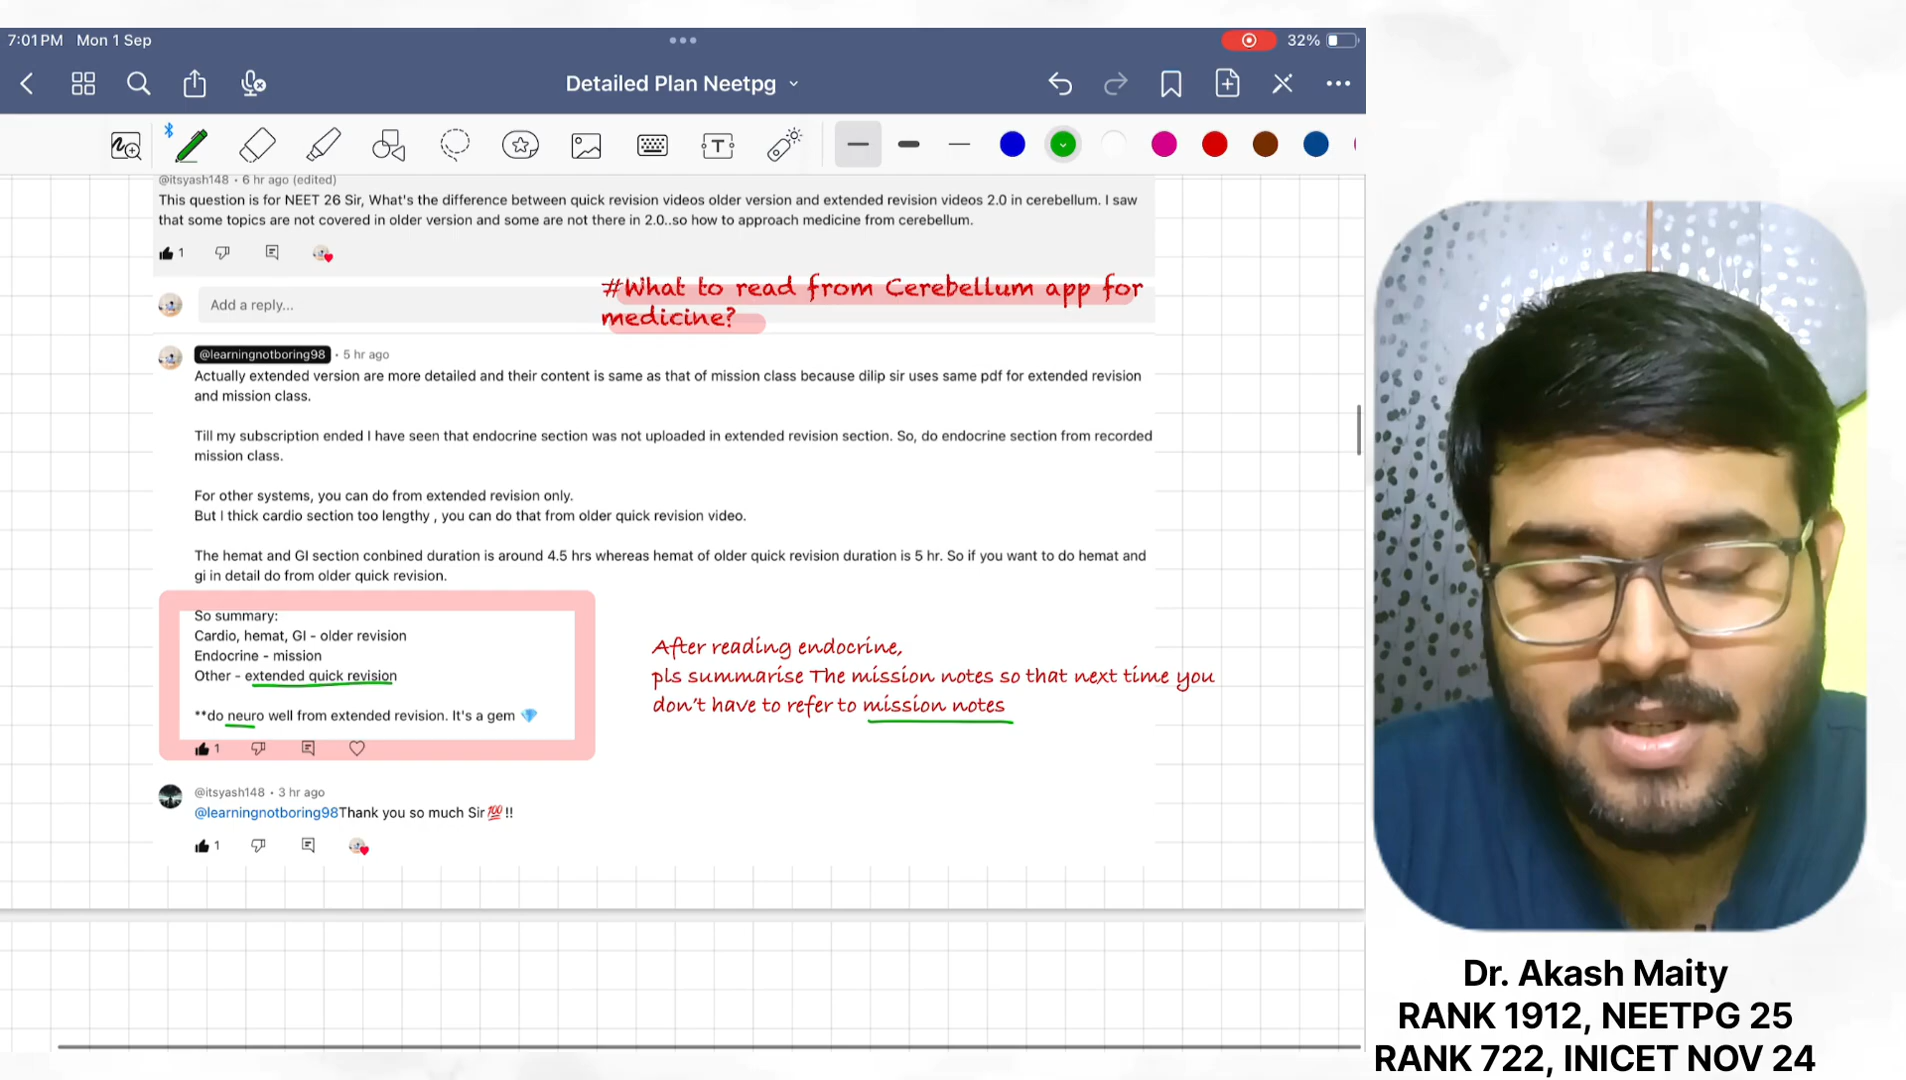 7:01 PM Mon 1 Sep
32%
Detailed Plan Neetpg
T
@itsyash148 • 6 hr ago (edited)
This question is for NEET 26 Sir, What's the difference between quick revision videos older version and extended revision videos 2.0 in cerebellum. I saw
that some topics are not covered in older version and some are not there in 2.0..so how to approach medicine from cerebellum.
1
#What to read from Cerebellum app for
medicine?
Add a reply...
@learningnotboring98 • 5 hr ago
Actually extended version are more detailed and their content is same as that of mission class because dilip sir uses same pdf for extended revision
and mission class.
Till my subscription ended I have seen that endocrine section was not uploaded in extended revision section. So, do endocrine section from recorded
mission class.
For other systems, you can do from extended revision only.
But I thick cardio section too lengthy , you can do that from older quick revision video.
The hemat and GI section conbined duration is around 4.5 hrs whereas hemat of older quick revision duration is 5 hr. So if you want to do hemat and
gi in detail do from older quick revision.
So summary:
Cardio, hemat, GI - older revision
Endocrine - mission
Other - extended quick revision
**do neuro well from extended revision. It's a gem 💎
1
After reading endocrine,
pls summarise The mission notes so that next time you
don't have to refer to mission notes
@itsyash148 • 3 hr ago
@learningnotboring98Thank you so much Sir💯!!
1
Dr. Akash Maity
RANK 1912, NEETPG 25
RANK 722, INICET NOV 24